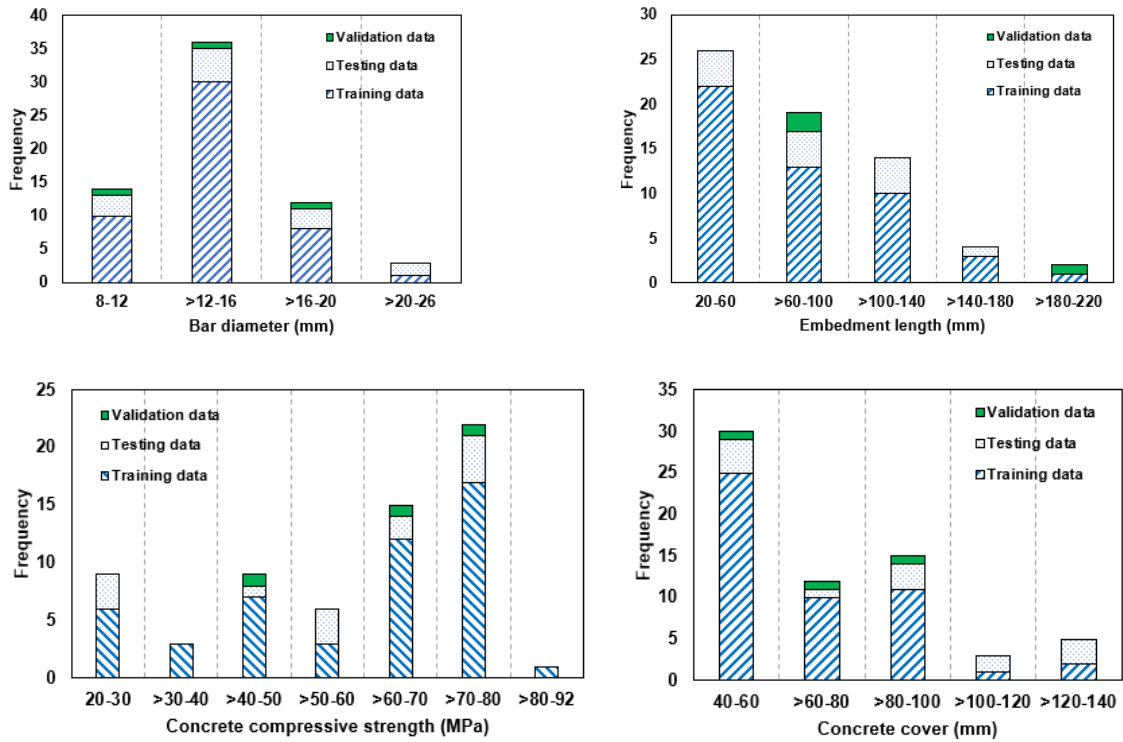 40
35
30
25
20
15
10
5
0
Frequency
Validation data
Testing data
Training data
8-12 >12-16 >16-20 >20-26
Bar diameter (mm)
30
25
20
15
10
5
0
Frequency
Validation data
Testing data
Training data
20-60 >60-100 >100-140 >140-180 >180-220
Embedment length (mm)
25
20
15
10
5
0
Frequency
Validation data
Testing data
Training data
20-30 >30-40 >40-50 >50-60 >60-70 >70-80 >80-92
Concrete compressive strength (MPa)
35
30
25
20
15
10
5
0
Frequency
Validation data
Testing data
Training data
40-60 >60-80 >80-100 >100-120 >120-140
Concrete cover (mm)